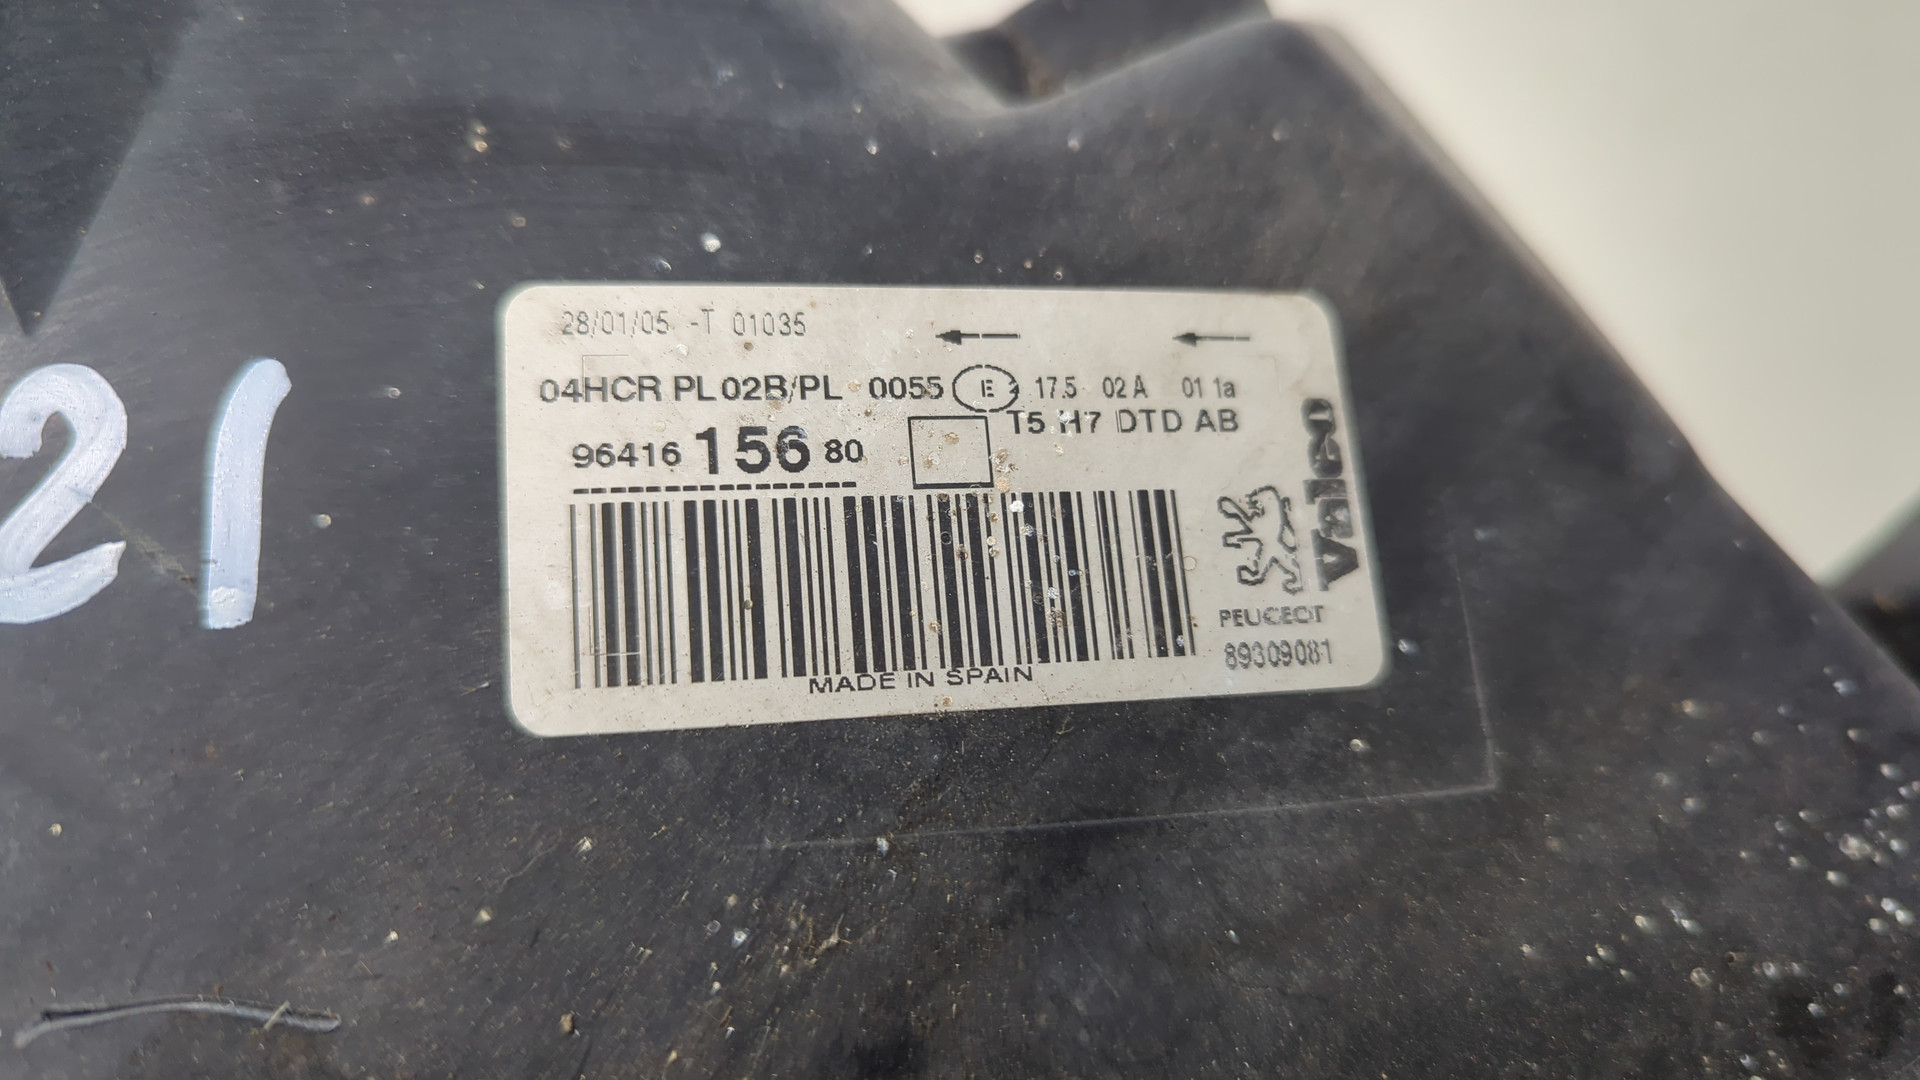 28/01/05 -T 01035
04HCR PL 02B/PL 0055 E2 17.5 02 A 01 1a
T5 H7 DTD AB
96416 156 80
Valeo
PEUGEOT
89309081
MADE IN SPAIN
21